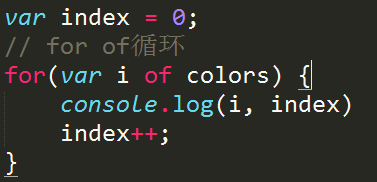 var index = 0;
// for of循环
for(var i of colors) {
    console.log(i, index)
    index++;
}